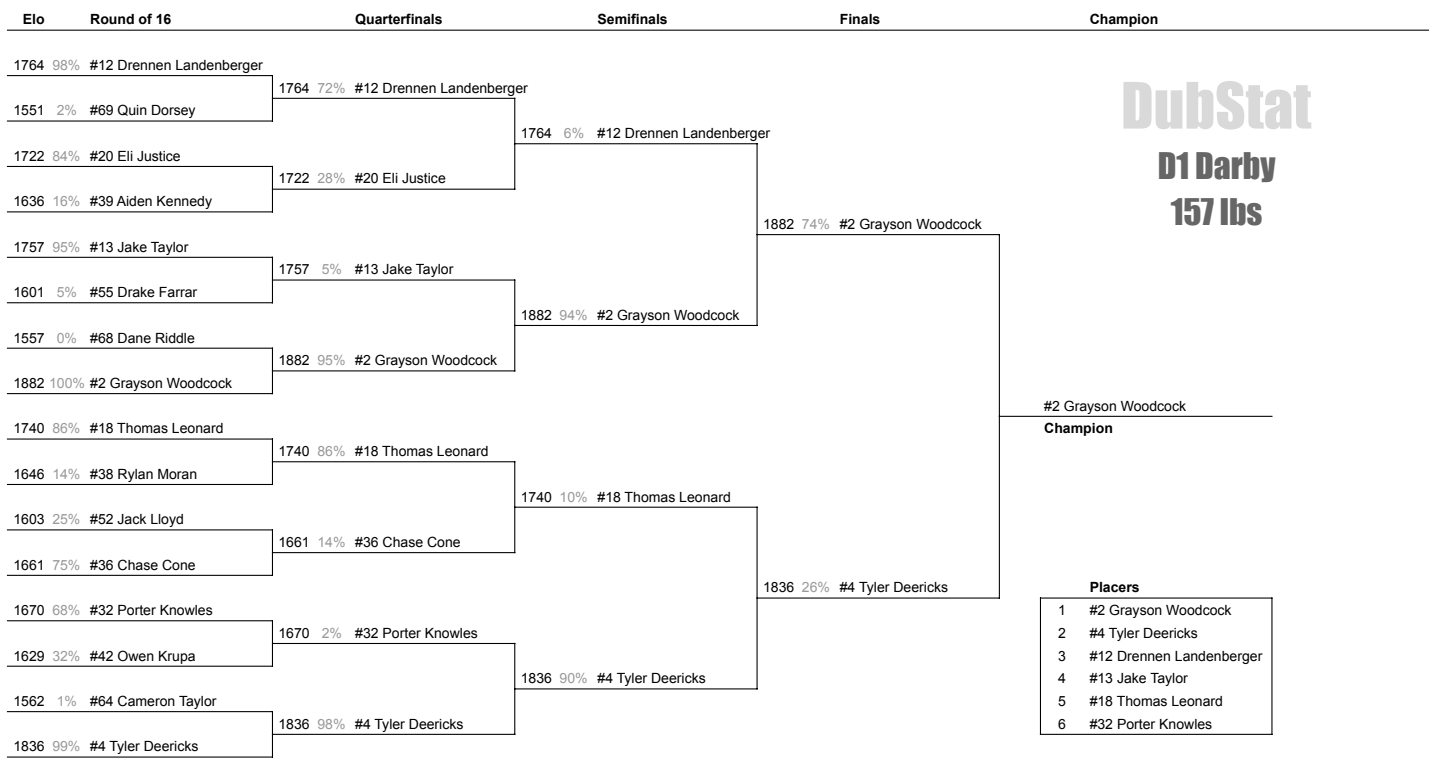 Elo Round of 16 Quarterfinals Semifinals Finals Champion
1764 98% #12 Drennen Landenberger
1764 72% #12 Drennen Landenberger
1551 2% #69 Quin Dorsey
DubStat
1764 6% #12 Drennen Landenberger
1722 84% #20 Eli Justice
D1 Darby
1722 28% #20 Eli Justice
1636 16% #39 Aiden Kennedy
157 lbs
1882 74% #2 Grayson Woodcock
1757 95% #13 Jake Taylor
1757 5% #13 Jake Taylor
1601 5% #55 Drake Farrar
1882 94% #2 Grayson Woodcock
1557 0% #68 Dane Riddle
1882 95% #2 Grayson Woodcock
1882 100% #2 Grayson Woodcock
#2 Grayson Woodcock
1740 86% #18 Thomas Leonard
Champion
1740 86% #18 Thomas Leonard
1646 14% #38 Rylan Moran
1740 10% #18 Thomas Leonard
1603 25% #52 Jack Lloyd
1661 14% #36 Chase Cone
1661 75% #36 Chase Cone
1836 26% #4 Tyler Deericks
Placers
1670 68% #32 Porter Knowles
1 #2 Grayson Woodcock
1670 2% #32 Porter Knowles
2 #4 Tyler Deericks
1629 32% #42 Owen Krupa
3 #12 Drennen Landenberger
1836 90% #4 Tyler Deericks
4 #13 Jake Taylor
1562 1% #64 Cameron Taylor
5 #18 Thomas Leonard
1836 98% #4 Tyler Deericks
6 #32 Porter Knowles
1836 99% #4 Tyler Deericks